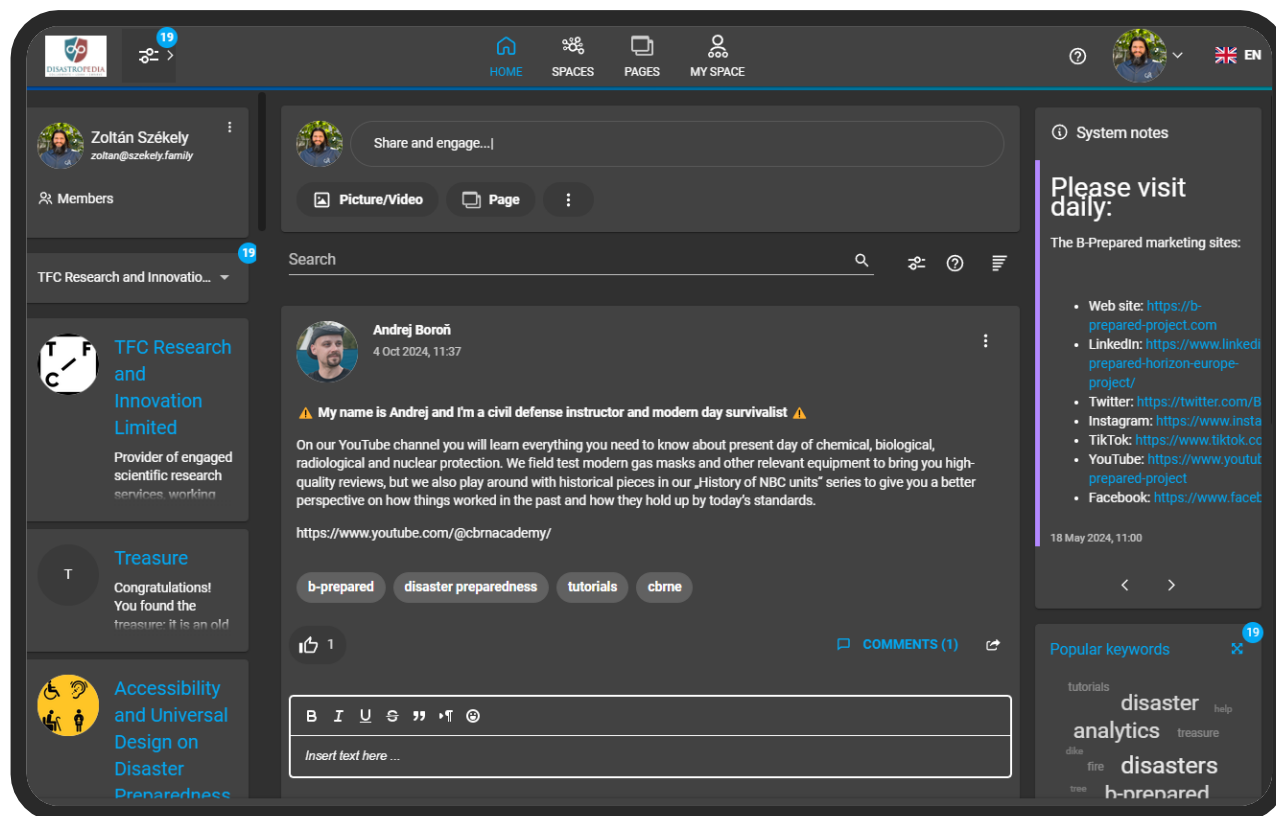 DISASTROPEDIA
19
HOME
SPACES
PAGES
MY SPACE
EN
Zoltán Székely
zoltan@szekely.family
Members
19
TFC Research and Innovatio...
T F
C
TFC Research
and
Innovation
Limited
Provider of engaged
scientific research
services, working
T
Treasure
Congratulations!
You found the
treasure: it is an old
Accessibility
and Universal
Design on
Disaster
Preparedness
Share and engage...
Picture/Video
Page
Search
Andrej Boroň
4 Oct 2024, 11:37
⚠ My name is Andrej and I'm a civil defense instructor and modern day survivalist ⚠
On our YouTube channel you will learn everything you need to know about present day of chemical, biological,
radiological and nuclear protection. We field test modern gas masks and other relevant equipment to bring you high-
quality reviews, but we also play around with historical pieces in our „History of NBC units“ series to give you a better
perspective on how things worked in the past and how they hold up by today’s standards.
https://www.youtube.com/@cbrnacademy/
b-prepared
disaster preparedness
tutorials
cbrne
1
COMMENTS (1)
B I U S
Insert text here ...
System notes
Please visit
daily:
The B-Prepared marketing sites:
• Web site: https://b-
prepared-project.com
• LinkedIn: https://www.linkedi
prepared-horizon-europe-
project/
• Twitter: https://twitter.com/B
• Instagram: https://www.insta
• TikTok: https://www.tiktok.co
• YouTube: https://www.youtub
prepared-project
• Facebook: https://www.faceb
18 May 2024, 11:00
19
Popular keywords
tutorials
disaster
help
analytics
treasure
dike
fire
disasters
tree
b-prepared